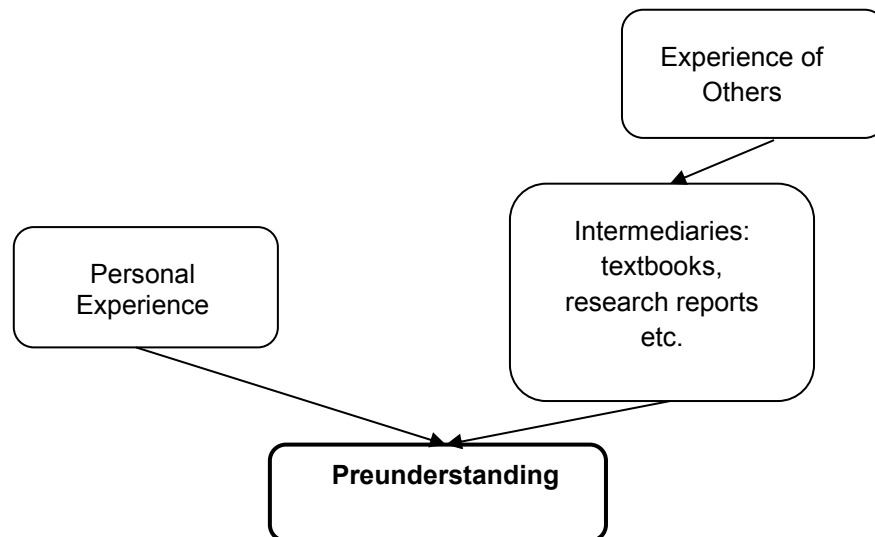 Experience of
Others
Intermediaries:
textbooks,
research reports
etc.
Personal
Experience
Preunderstanding